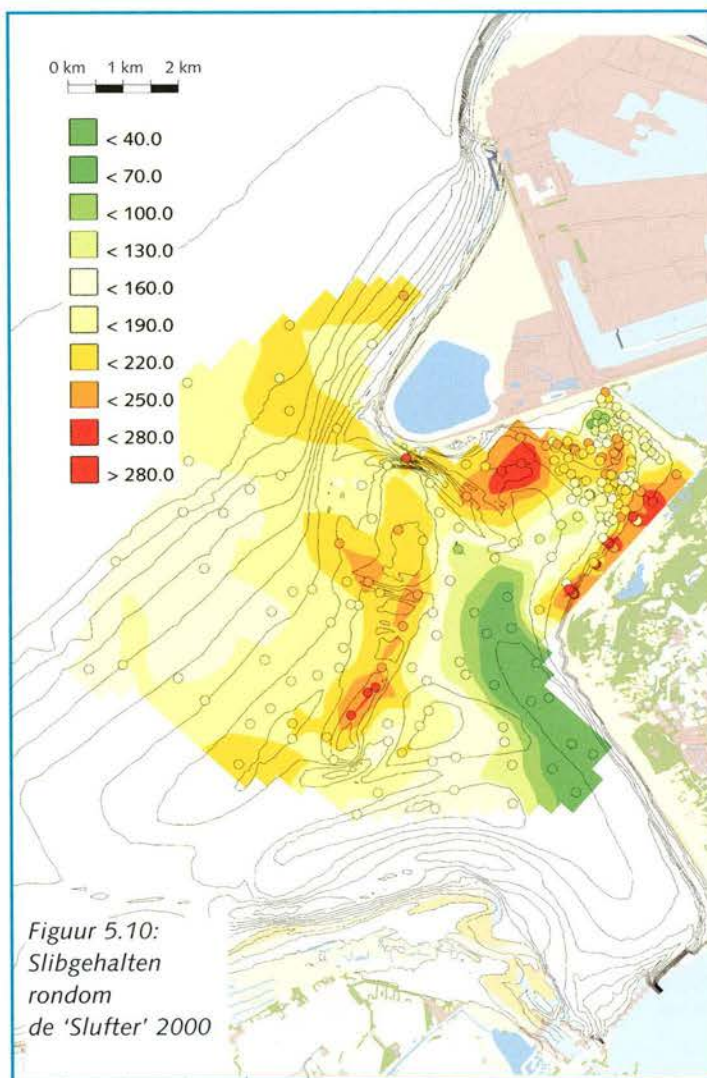 0 km 1 km 2 km
< 40.0
< 70.0
< 100.0
< 130.0
< 160.0
< 190.0
< 220.0
< 250.0
< 280.0
> 280.0
Figuur 5.10:
Slibgehalten
rondom
de 'Slufter' 2000